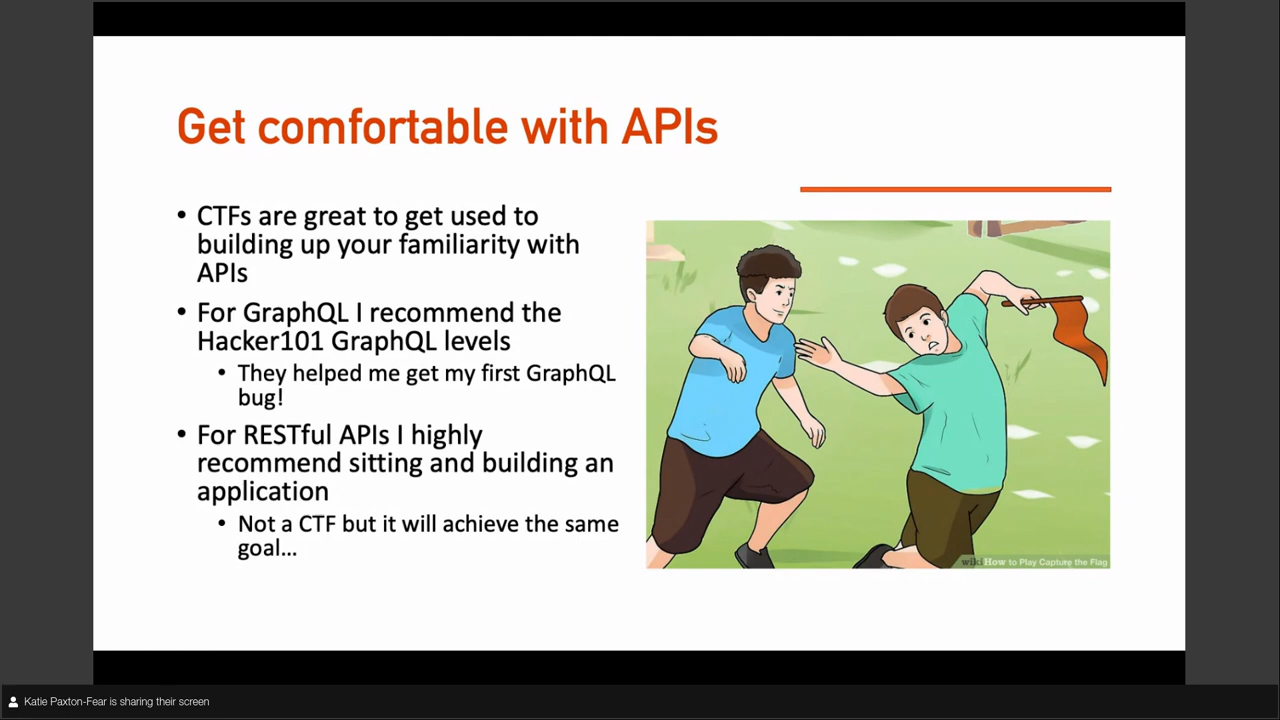 Get comfortable with APIs
• CTFs are great to get used to
building up your familiarity with
APIs
• For GraphQL I recommend the
Hacker101 GraphQL levels
• They helped me get my first GraphQL
bug!
• For RESTful APIs I highly
recommend sitting and building an
application
• Not a CTF but it will achieve the same
goal...
wikiHow to Play Capture the Flag
Katie Paxton-Fear is sharing their screen